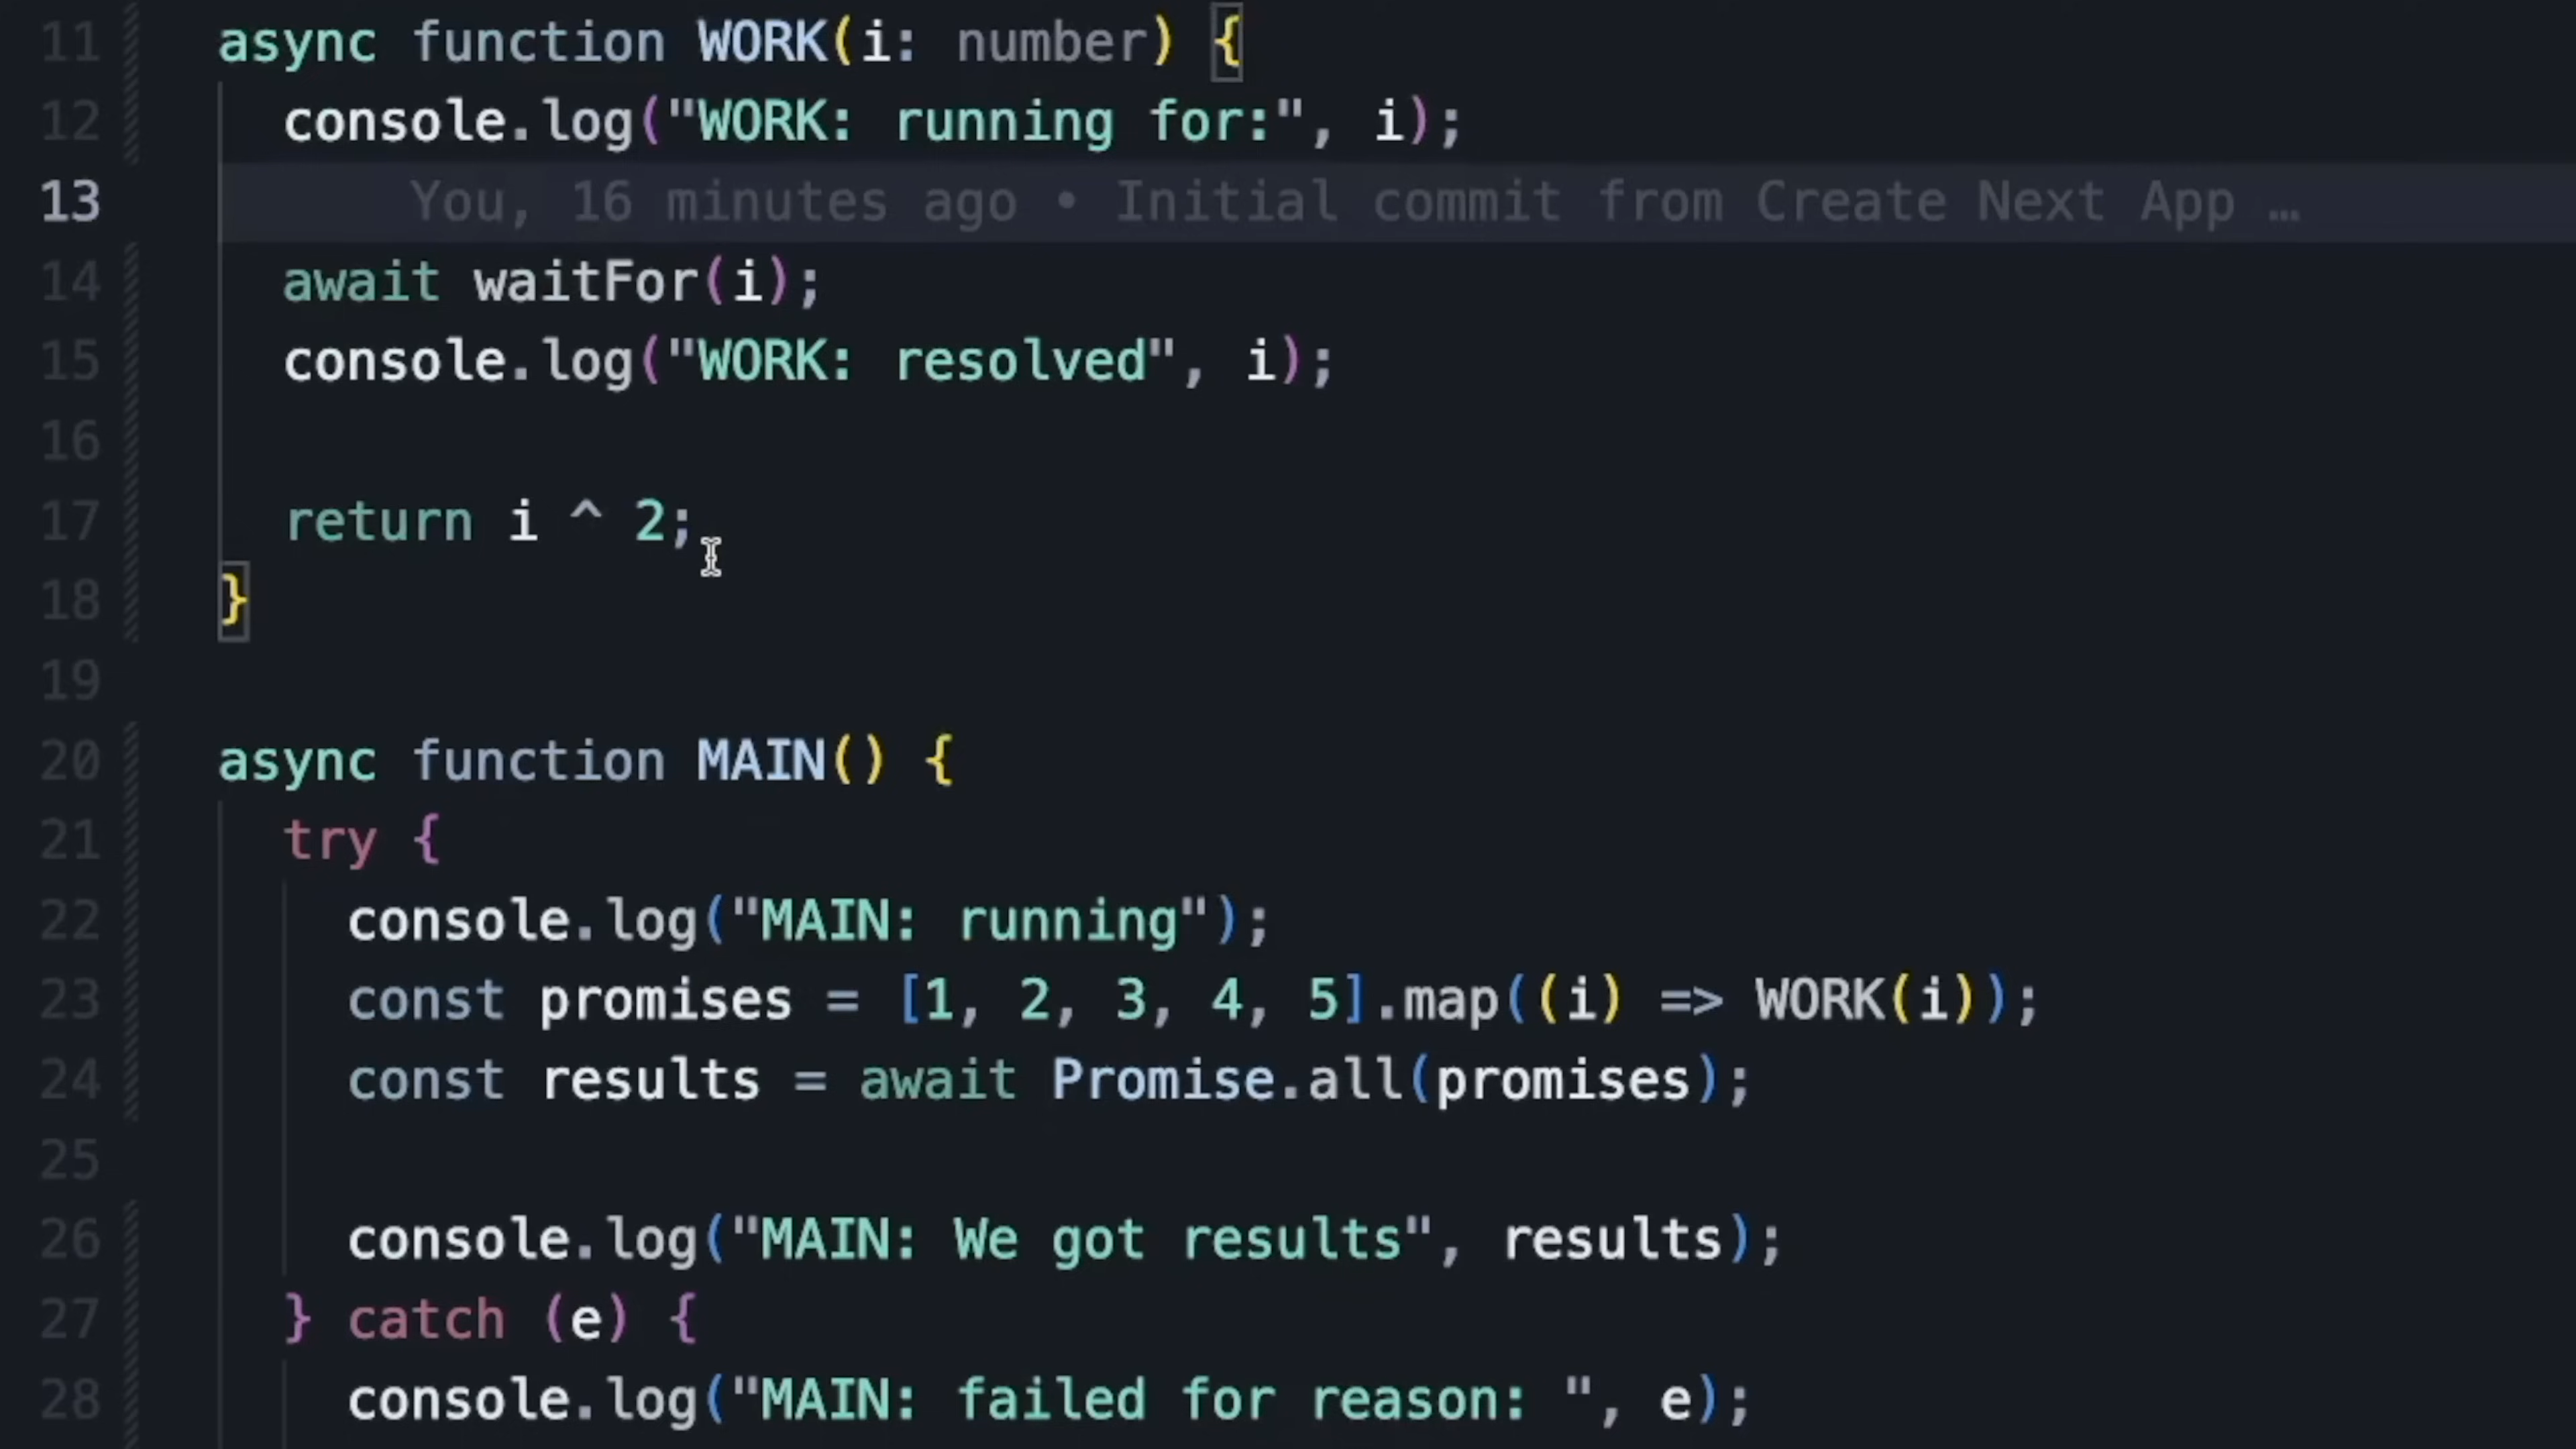 11 async function WORK(i: number) {
12 console.log("WORK: running for:", i);
13 You, 16 minutes ago • Initial commit from Create Next App …
14 await waitFor(i);
15 console.log("WORK: resolved", i);
16
17 return i ^ 2;
18 }
19
20 async function MAIN() {
21 try {
22 console.log("MAIN: running");
23 const promises = [1, 2, 3, 4, 5].map((i) => WORK(i));
24 const results = await Promise.all(promises);
25
26 console.log("MAIN: We got results", results);
27 } catch (e) {
28 console.log("MAIN: failed for reason: ", e);